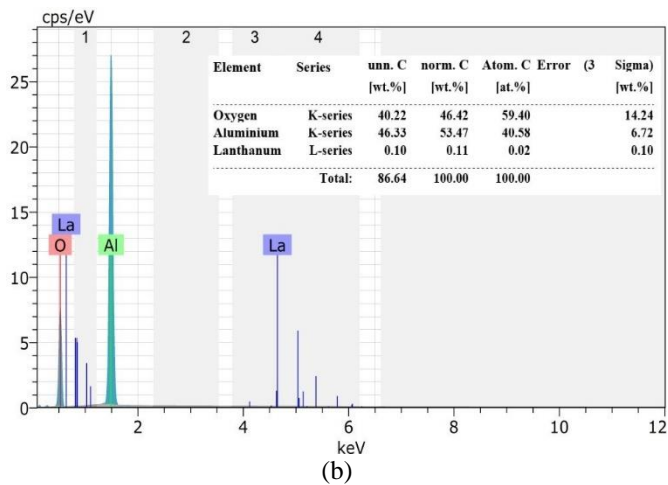 cps/eV
1 2 3 4
Element Series unn. C norm. C Atom. C Error (3 Sigma)
[wt.%] [wt.%] [at.%] [wt.%]
Oxygen K-series 40.22 46.42 59.40 14.24
Aluminium K-series 46.33 53.47 40.58 6.72
Lanthanum L-series 0.10 0.11 0.02 0.10
Total: 86.64 100.00 100.00
25
20
15
La
O Al La
10
5
0
2 4 6 8 10 12
keV
(b)